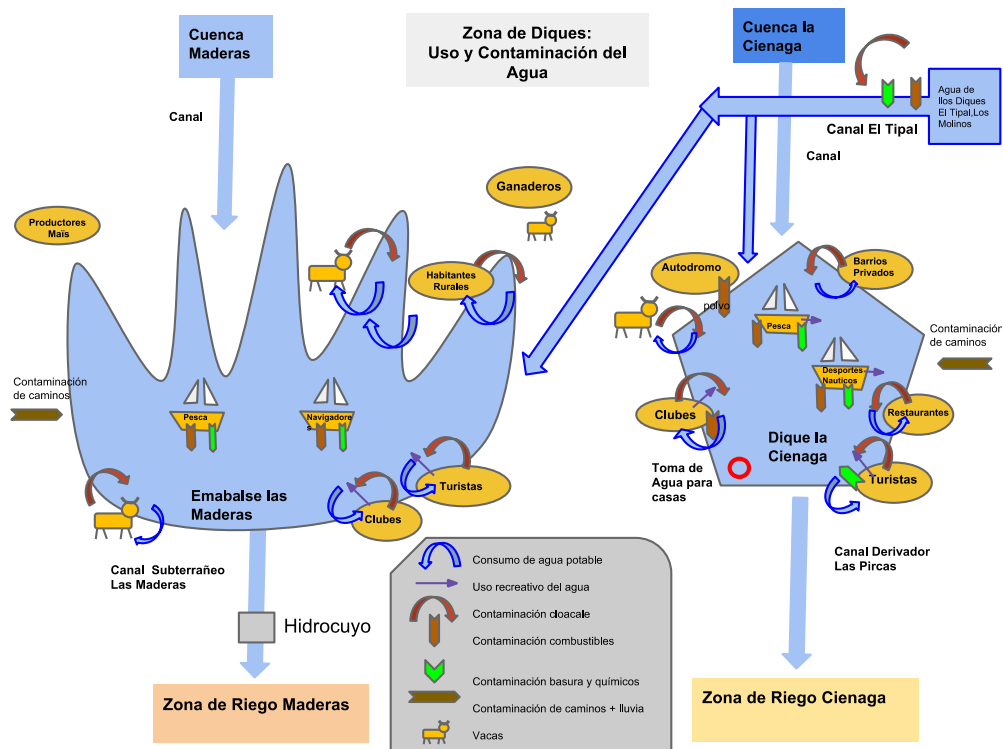 Cuenca
Maderas
Zona de Diques:
Uso y Contaminación del
Agua
Cuenca la
Cienaga
Agua de
llos Diques
El Tipal,Los
Molinos
Canal
Canal El Tipal
Canal
Ganaderos
Productores
Maïs
Habitantes
Rurales
Autodromo
polvo
Barrios
Privados
Pesca
Contaminación
de caminos
Desportes
Nauticos
Contaminación
de caminos
Pesca
Navigadore
s
Clubes
Restaurantes
Dique la
Cienaga
Toma de
Agua para
casas
Turistas
Turistas
Emabalse las
Maderas
Clubes
Canal Subterrañeo
Las Maderas
Canal Derivador
Las Pircas
Hidrocuyo
Consumo de agua potable
Uso recreativo del agua
Contaminación cloacale
Contaminación combustibles
Contaminación basura y químicos
Contaminación de caminos + lluvia
Vacas
Zona de Riego Maderas
Zona de Riego Cienaga